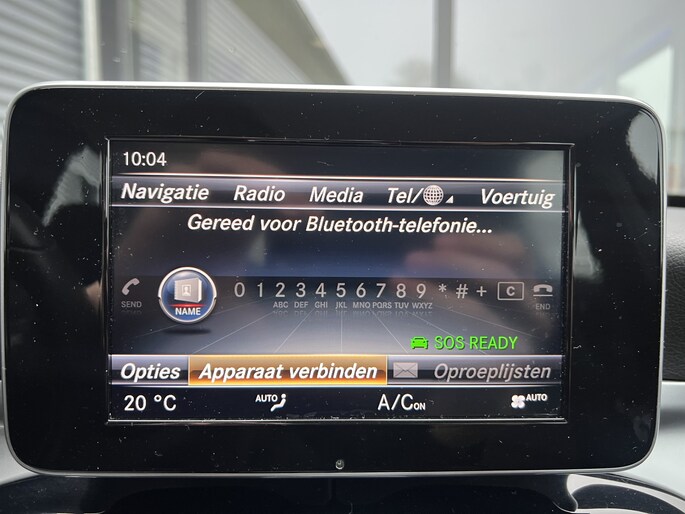 10:04
Navigatie Radio Media Tel/ Voertuig
Gereed voor Bluetooth-telefonie...
SEND NAME 0 1 2 3 4 5 6 7 8 9 * # + C END
ABC DEF GHI JKL MNO PQRS TUV WXYZ
SOS READY
Opties Apparaat verbinden Oproeplijsten
20 °C AUTO A/C ON AUTO